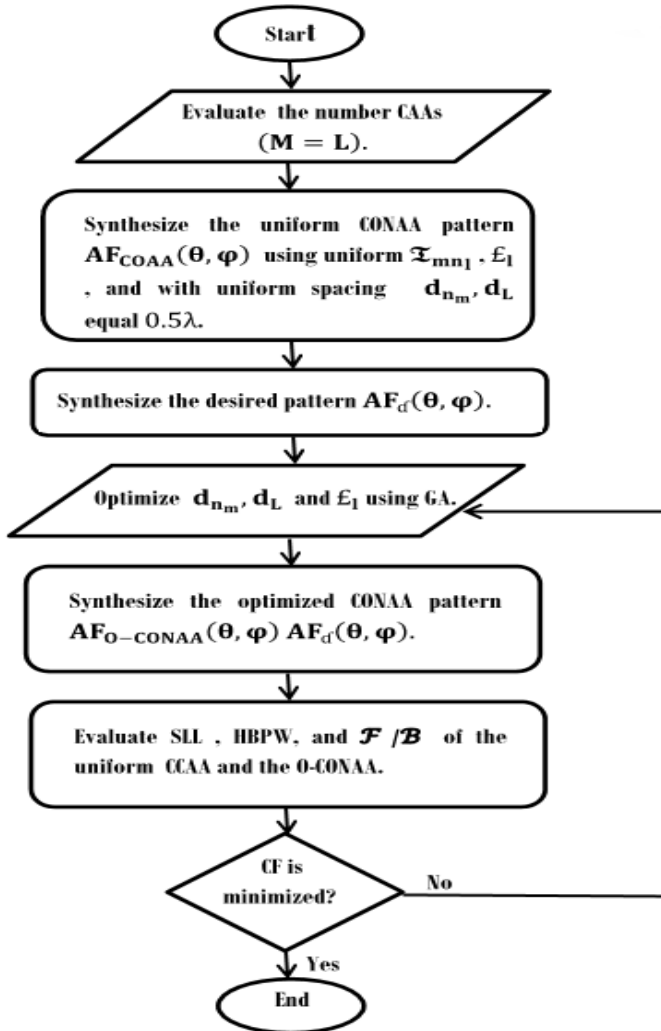 Start
Evaluate the number CAAs
(M = L).
Synthesize the uniform CONAA pattern
AF_COAA(θ, φ) using uniform 𝕴_mn_l , £_l
, and with uniform spacing d_n_m, d_L
equal 0.5λ.
Synthesize the desired pattern AF_d(θ, φ).
Optimize d_n_m, d_L and £_l using GA.
Synthesize the optimized CONAA pattern
AF_O−CONAA(θ, φ) AF_d(θ, φ).
Evaluate SLL , HBPW, and 𝓕 /𝓑 of the
uniform CCAA and the O-CONAA.
CF is
minimized?
No
Yes
End